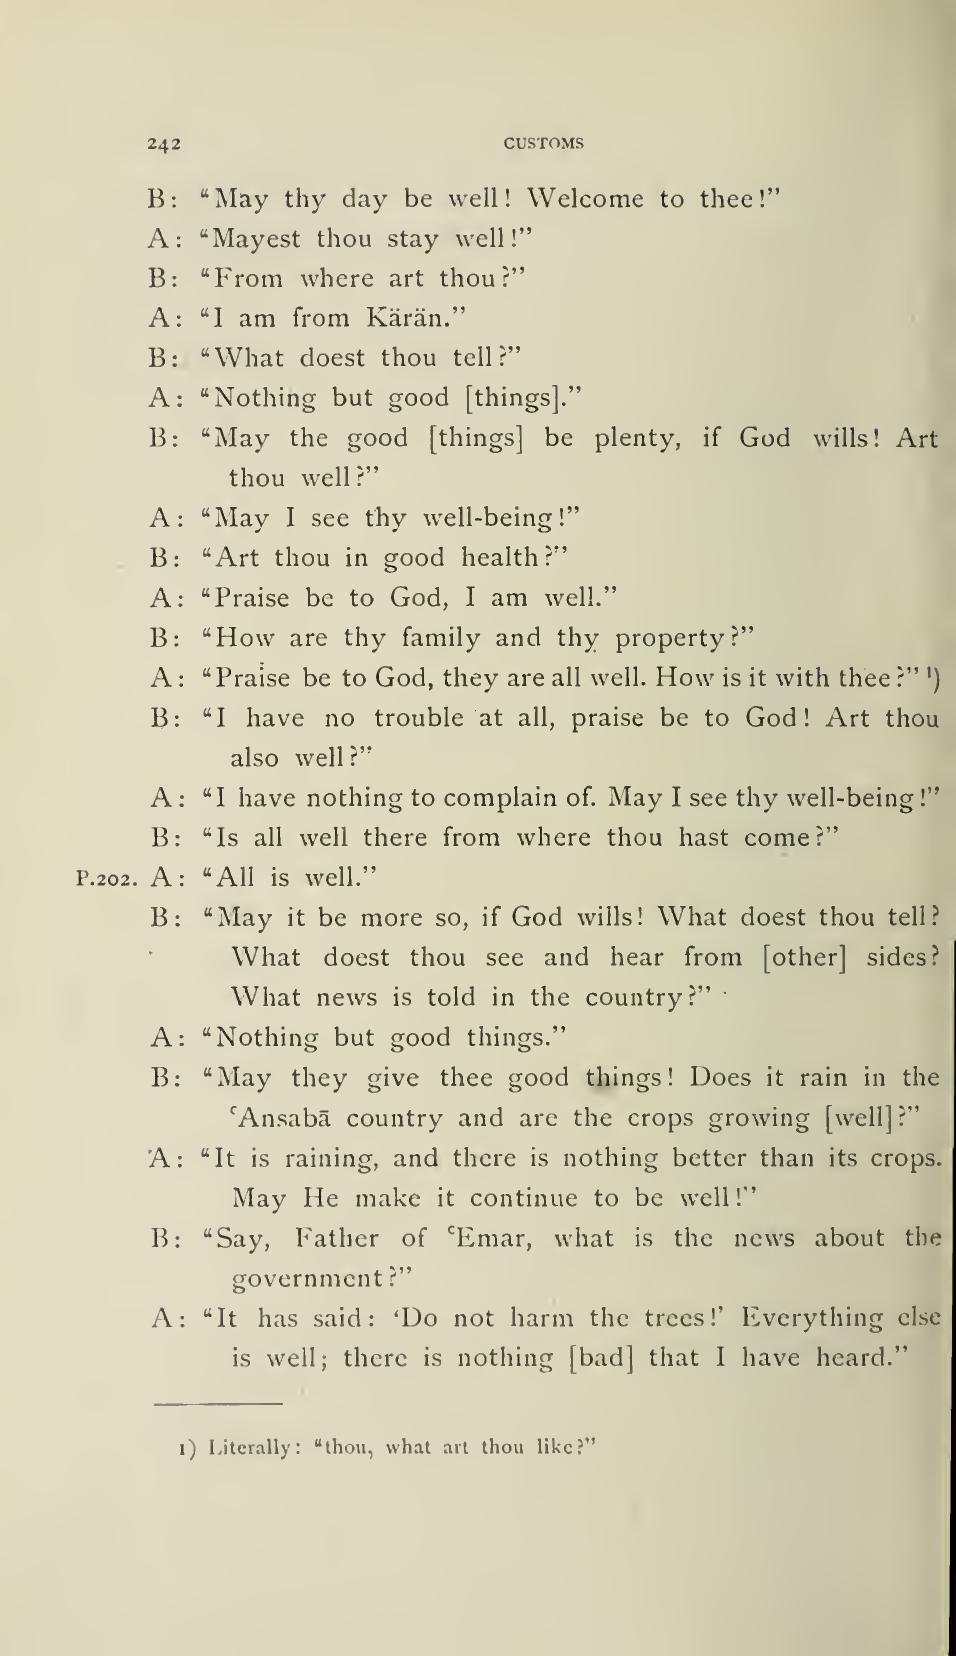 242 CUSTOMS
B: “May thy day be well! Welcome to thee!”
A: “Mayest thou stay well!”
B: “From where art thou?”
A: “I am from Kärän.”
B: “What doest thou tell?”
A: “Nothing but good [things].”
B: “May the good [things] be plenty, if God wills! Art
thou well?”
A: “May I see thy well-being!”
B: “Art thou in good health?”
A: “Praise be to God, I am well.”
B: “How are thy family and thy property?”
A: “Praise be to God, they are all well. How is it with thee?” ¹)
B: “I have no trouble at all, praise be to God! Art thou
also well?”
A: “I have nothing to complain of. May I see thy well-being!”
B: “Is all well there from where thou hast come?”
P.202. A: “All is well.”
B: “May it be more so, if God wills! What doest thou tell?
What doest thou see and hear from [other] sides?
What news is told in the country?”
A: “Nothing but good things.”
B: “May they give thee good things! Does it rain in the
ʿAnsabā country and are the crops growing [well]?”
A: “It is raining, and there is nothing better than its crops.
May He make it continue to be well!”
B: “Say, Father of ʿEmar, what is the news about the
government?”
A: “It has said: ‘Do not harm the trees!’ Everything else
is well; there is nothing [bad] that I have heard.”
1) Literally: “thou, what art thou like?”